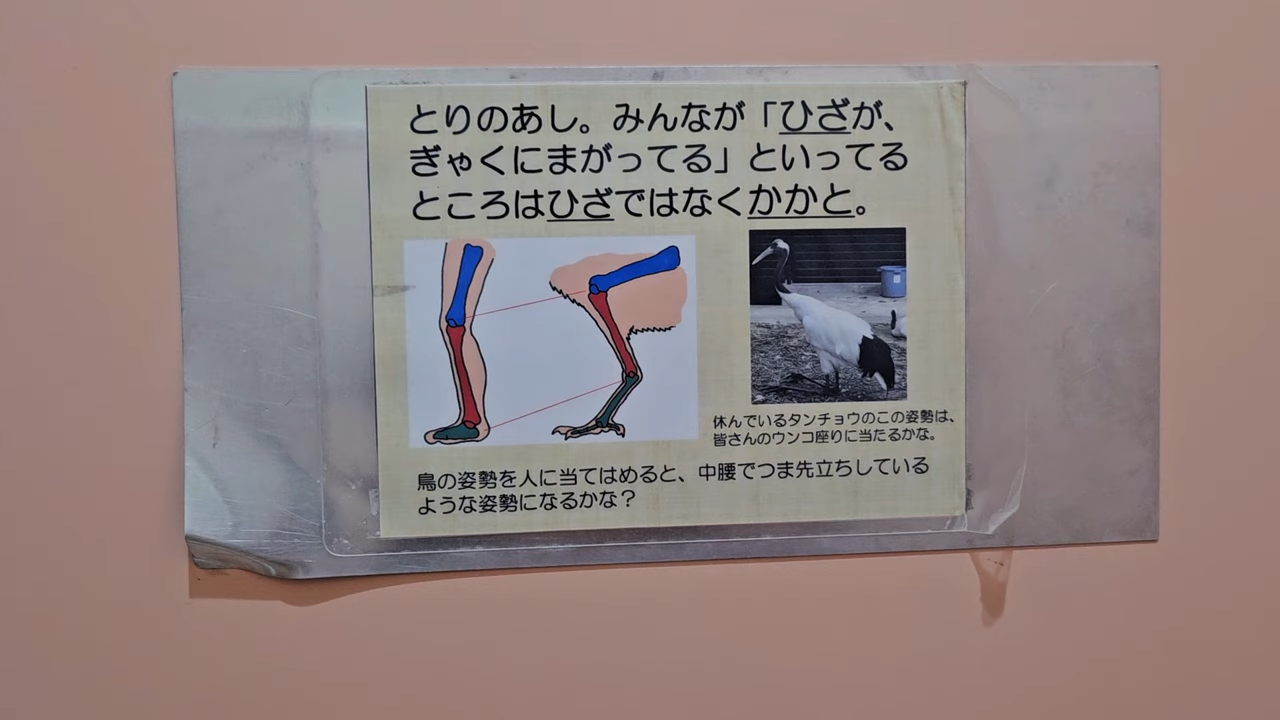 とりのあし。みんなが「ひざが、
ぎゃくにまがってる」といってる
ところはひざではなくかかと。
休んでいるタンチョウのこの姿勢は、
皆さんのウンコ座りに当たるかな。
鳥の姿勢を人に当てはめると、中腰でつま先立ちしている
ような姿勢になるかな？